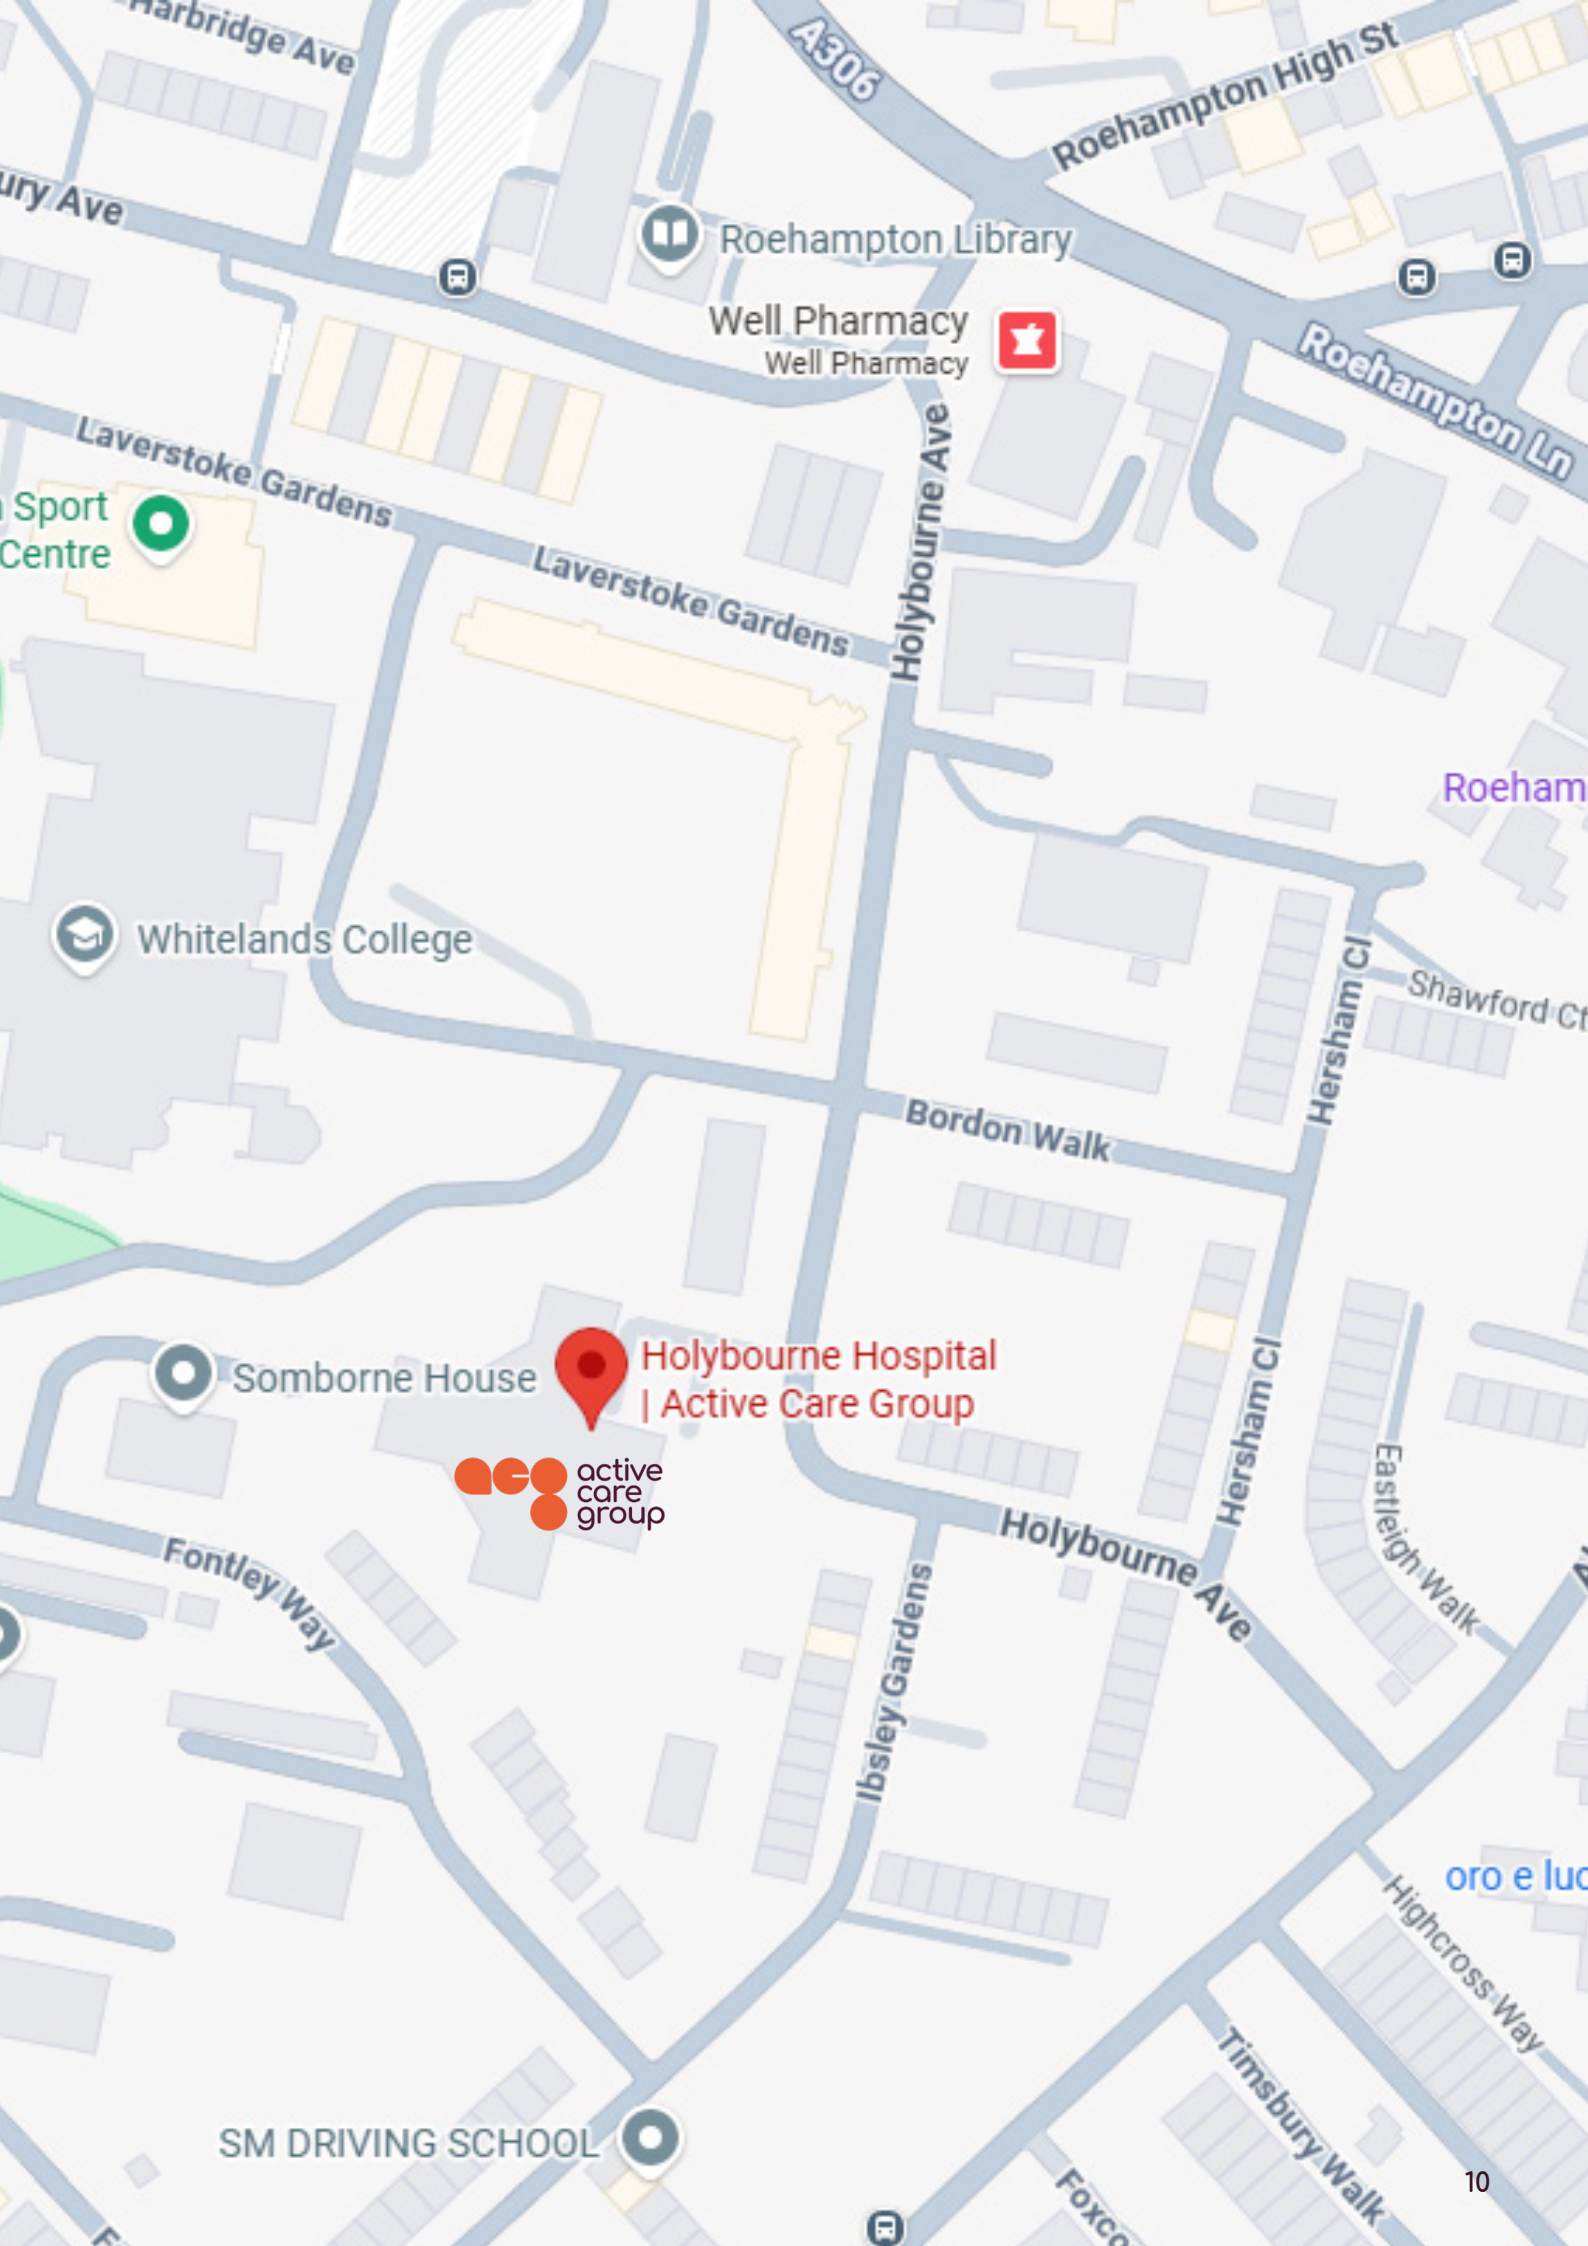 Harbridge Ave
A306
Roehampton High St
ury Ave
Roehampton Library
Well Pharmacy
Well Pharmacy
Roehampton Ln
Laverstoke Gardens
Holybourne Ave
Sport
Centre
Laverstoke Gardens
Roeham
Whitelands College
Shawford Ct
Hersham Cl
Bordon Walk
Holybourne Hospital
| Active Care Group
Somborne House
Hersham Cl
active
care
group
Eastleigh Walk
Holybourne Ave
Fontley Way
Ibsley Gardens
oro e luc
Highcross Way
Timsbury Walk
SM DRIVING SCHOOL
Foxco
10